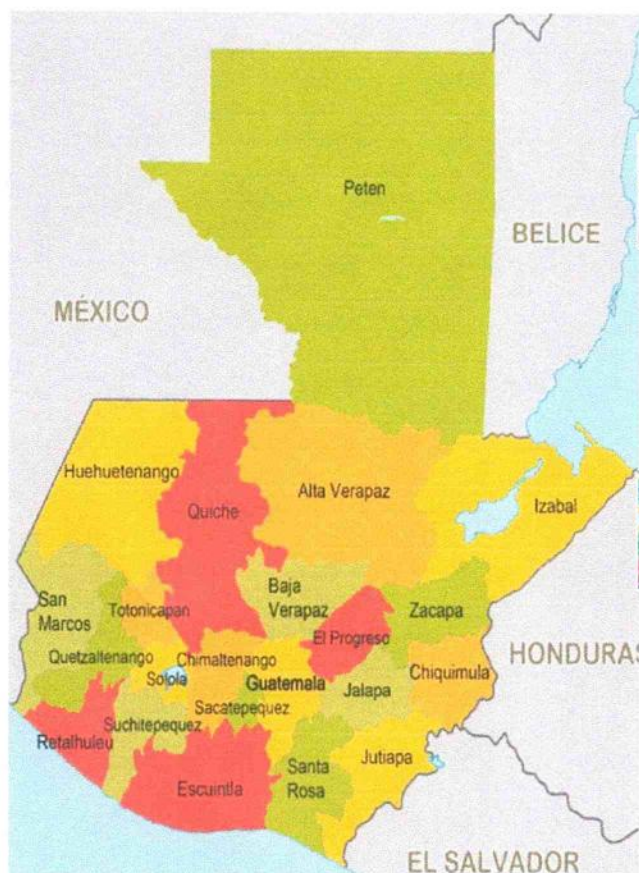 Peten
BELICE
MÉXICO
Huehuetenango
Quiche
Alta Verapaz
Izabal
San
Marcos
Totonicapan
Baja
Verapaz
Zacapa
Quetzaltenango
El Progreso
HONDURAS
Chimaltenango
Solola
Guatemala
Chiquimula
Jalapa
Sacatepequez
Suchitepequez
Retalhuleu
Escuintla
Santa
Rosa
Jutiapa
EL SALVADOR